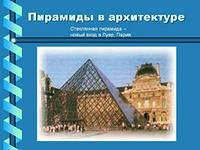 Пирамиды в архитектуре
Стеклянная пирамида –
новый вход в Лувр, Париж